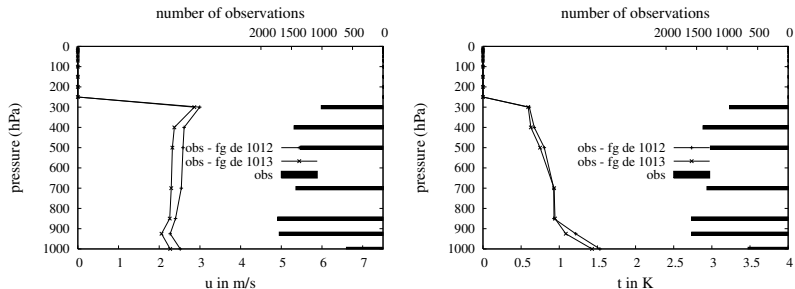 number of observations
2000 1500 1000 500 0
0
100
200
300
400
500
600
700
800
900
1000
pressure (hPa)
obs - fg de 1012
obs - fg de 1013
obs
0 1 2 3 4 5 6 7
u in m/s
number of observations
2000 1500 1000 500 0
0
100
200
300
400
500
600
700
800
900
1000
pressure (hPa)
obs - fg de 1012
obs - fg de 1013
obs
0 0.5 1 1.5 2 2.5 3 3.5 4
t in K